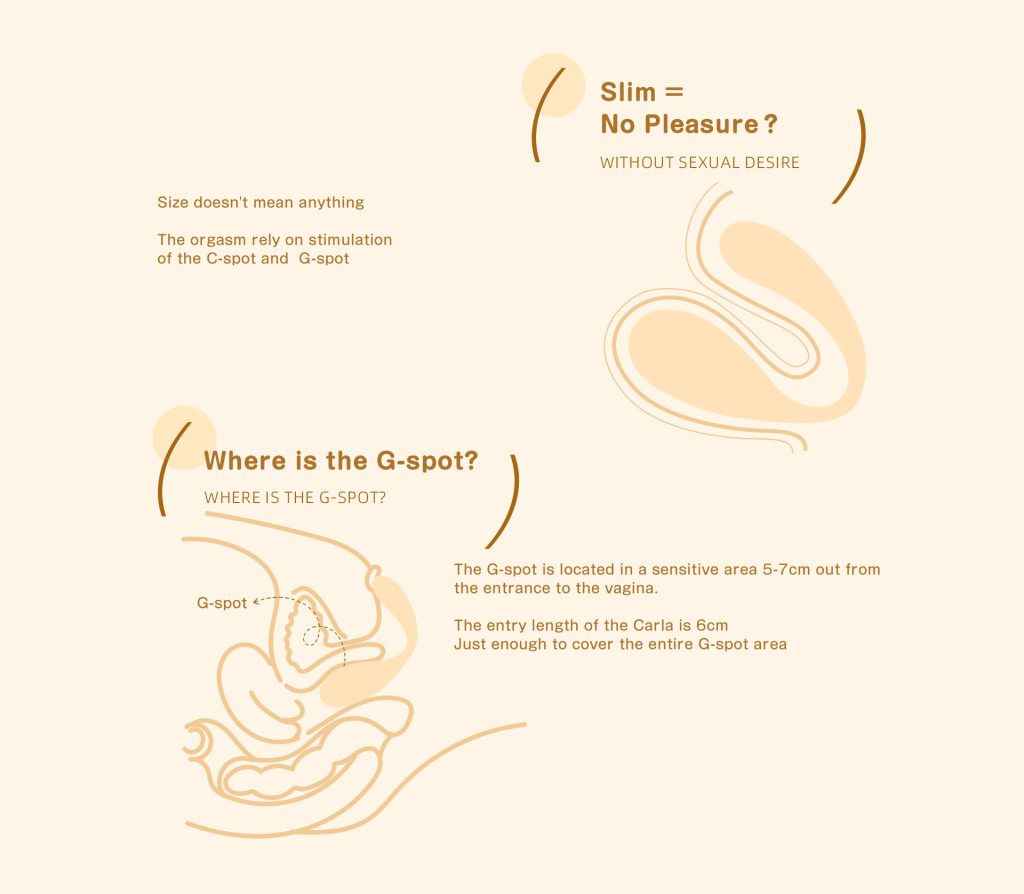 Slim =
No Pleasure?
WITHOUT SEXUAL DESIRE
Size doesn't mean anything
The orgasm rely on stimulation
of the C-spot and G-spot
Where is the G-spot?
WHERE IS THE G-SPOT?
G-spot
The G-spot is located in a sensitive area 5-7cm out from
the entrance to the vagina.
The entry length of the Carla is 6cm
Just enough to cover the entire G-spot area